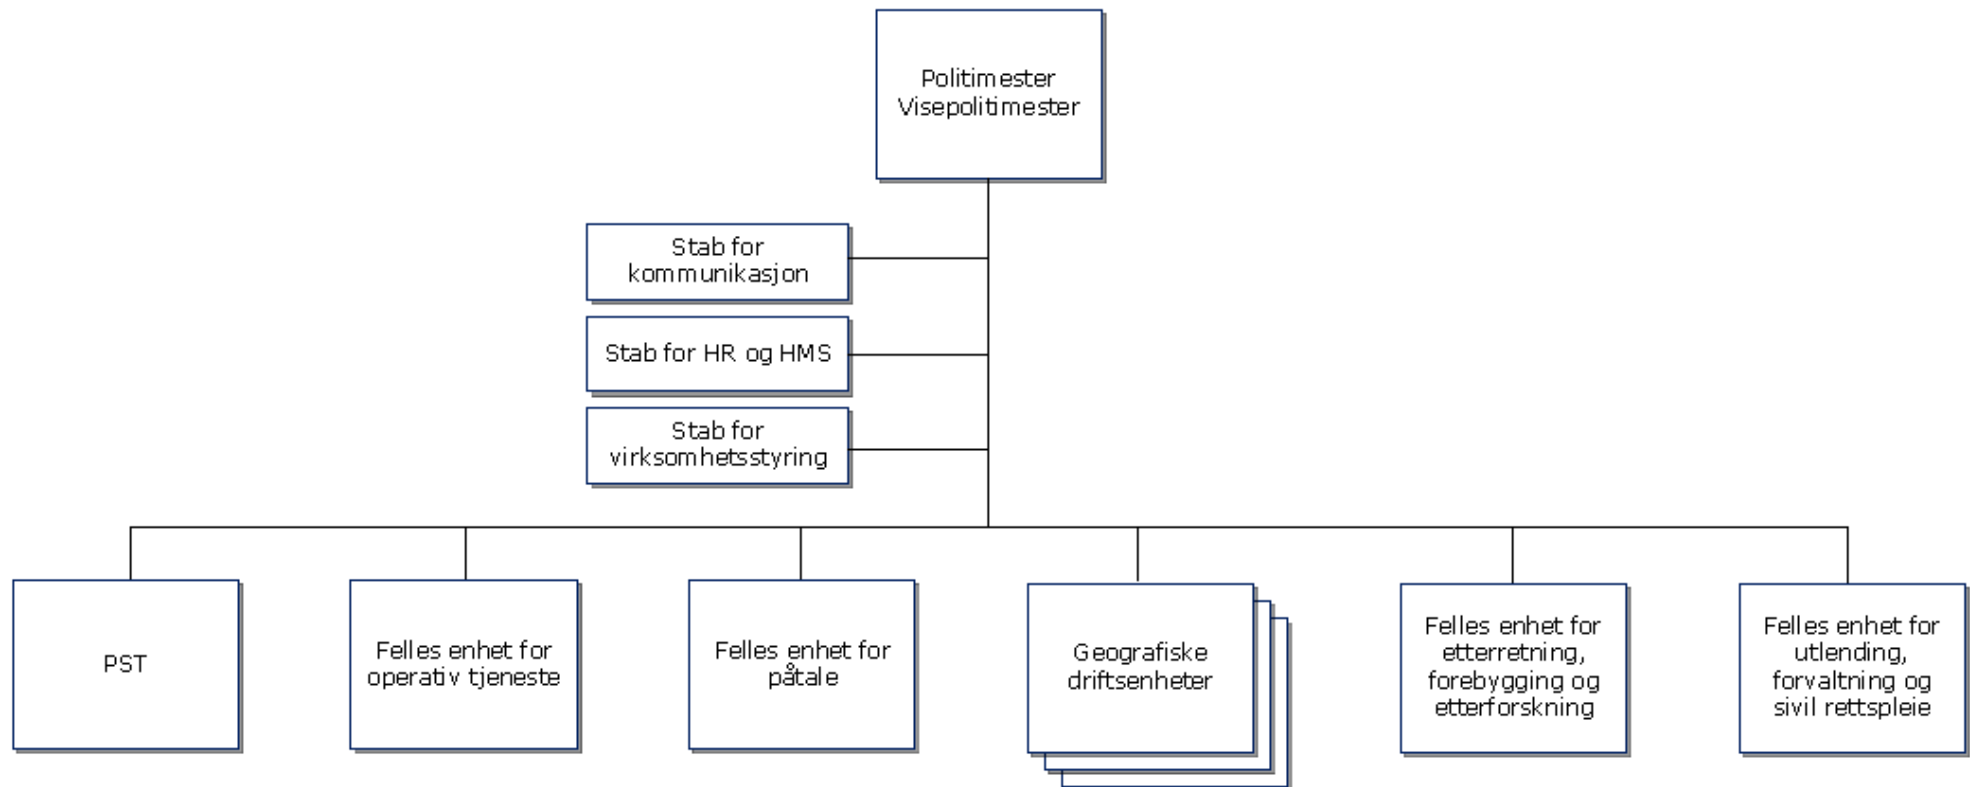 Politimester
Visepolitimester
Stab for
kommunikasjon
Stab for HR og HMS
Stab for
virksomhetsstyring
PST
Felles enhet for
operativ tjeneste
Felles enhet for
påtale
Geografiske
driftsenheter
Felles enhet for
etterretning,
forebygging og
etterforskning
Felles enhet for
utlending,
forvaltning og
sivil rettspleie